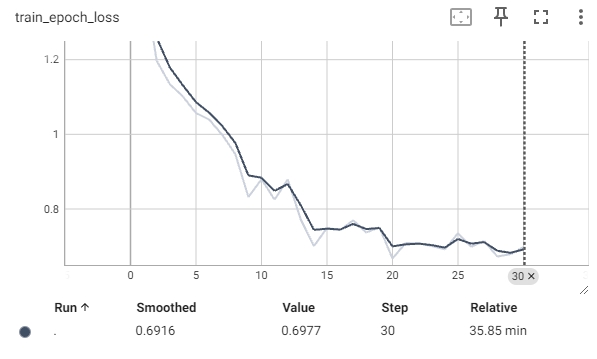 train_epoch_loss
1.2
1
0.8
0 5 10 15 20 25 30 ×
Run ↑ Smoothed Value Step Relative
. 0.6916 0.6977 30 35.85 min